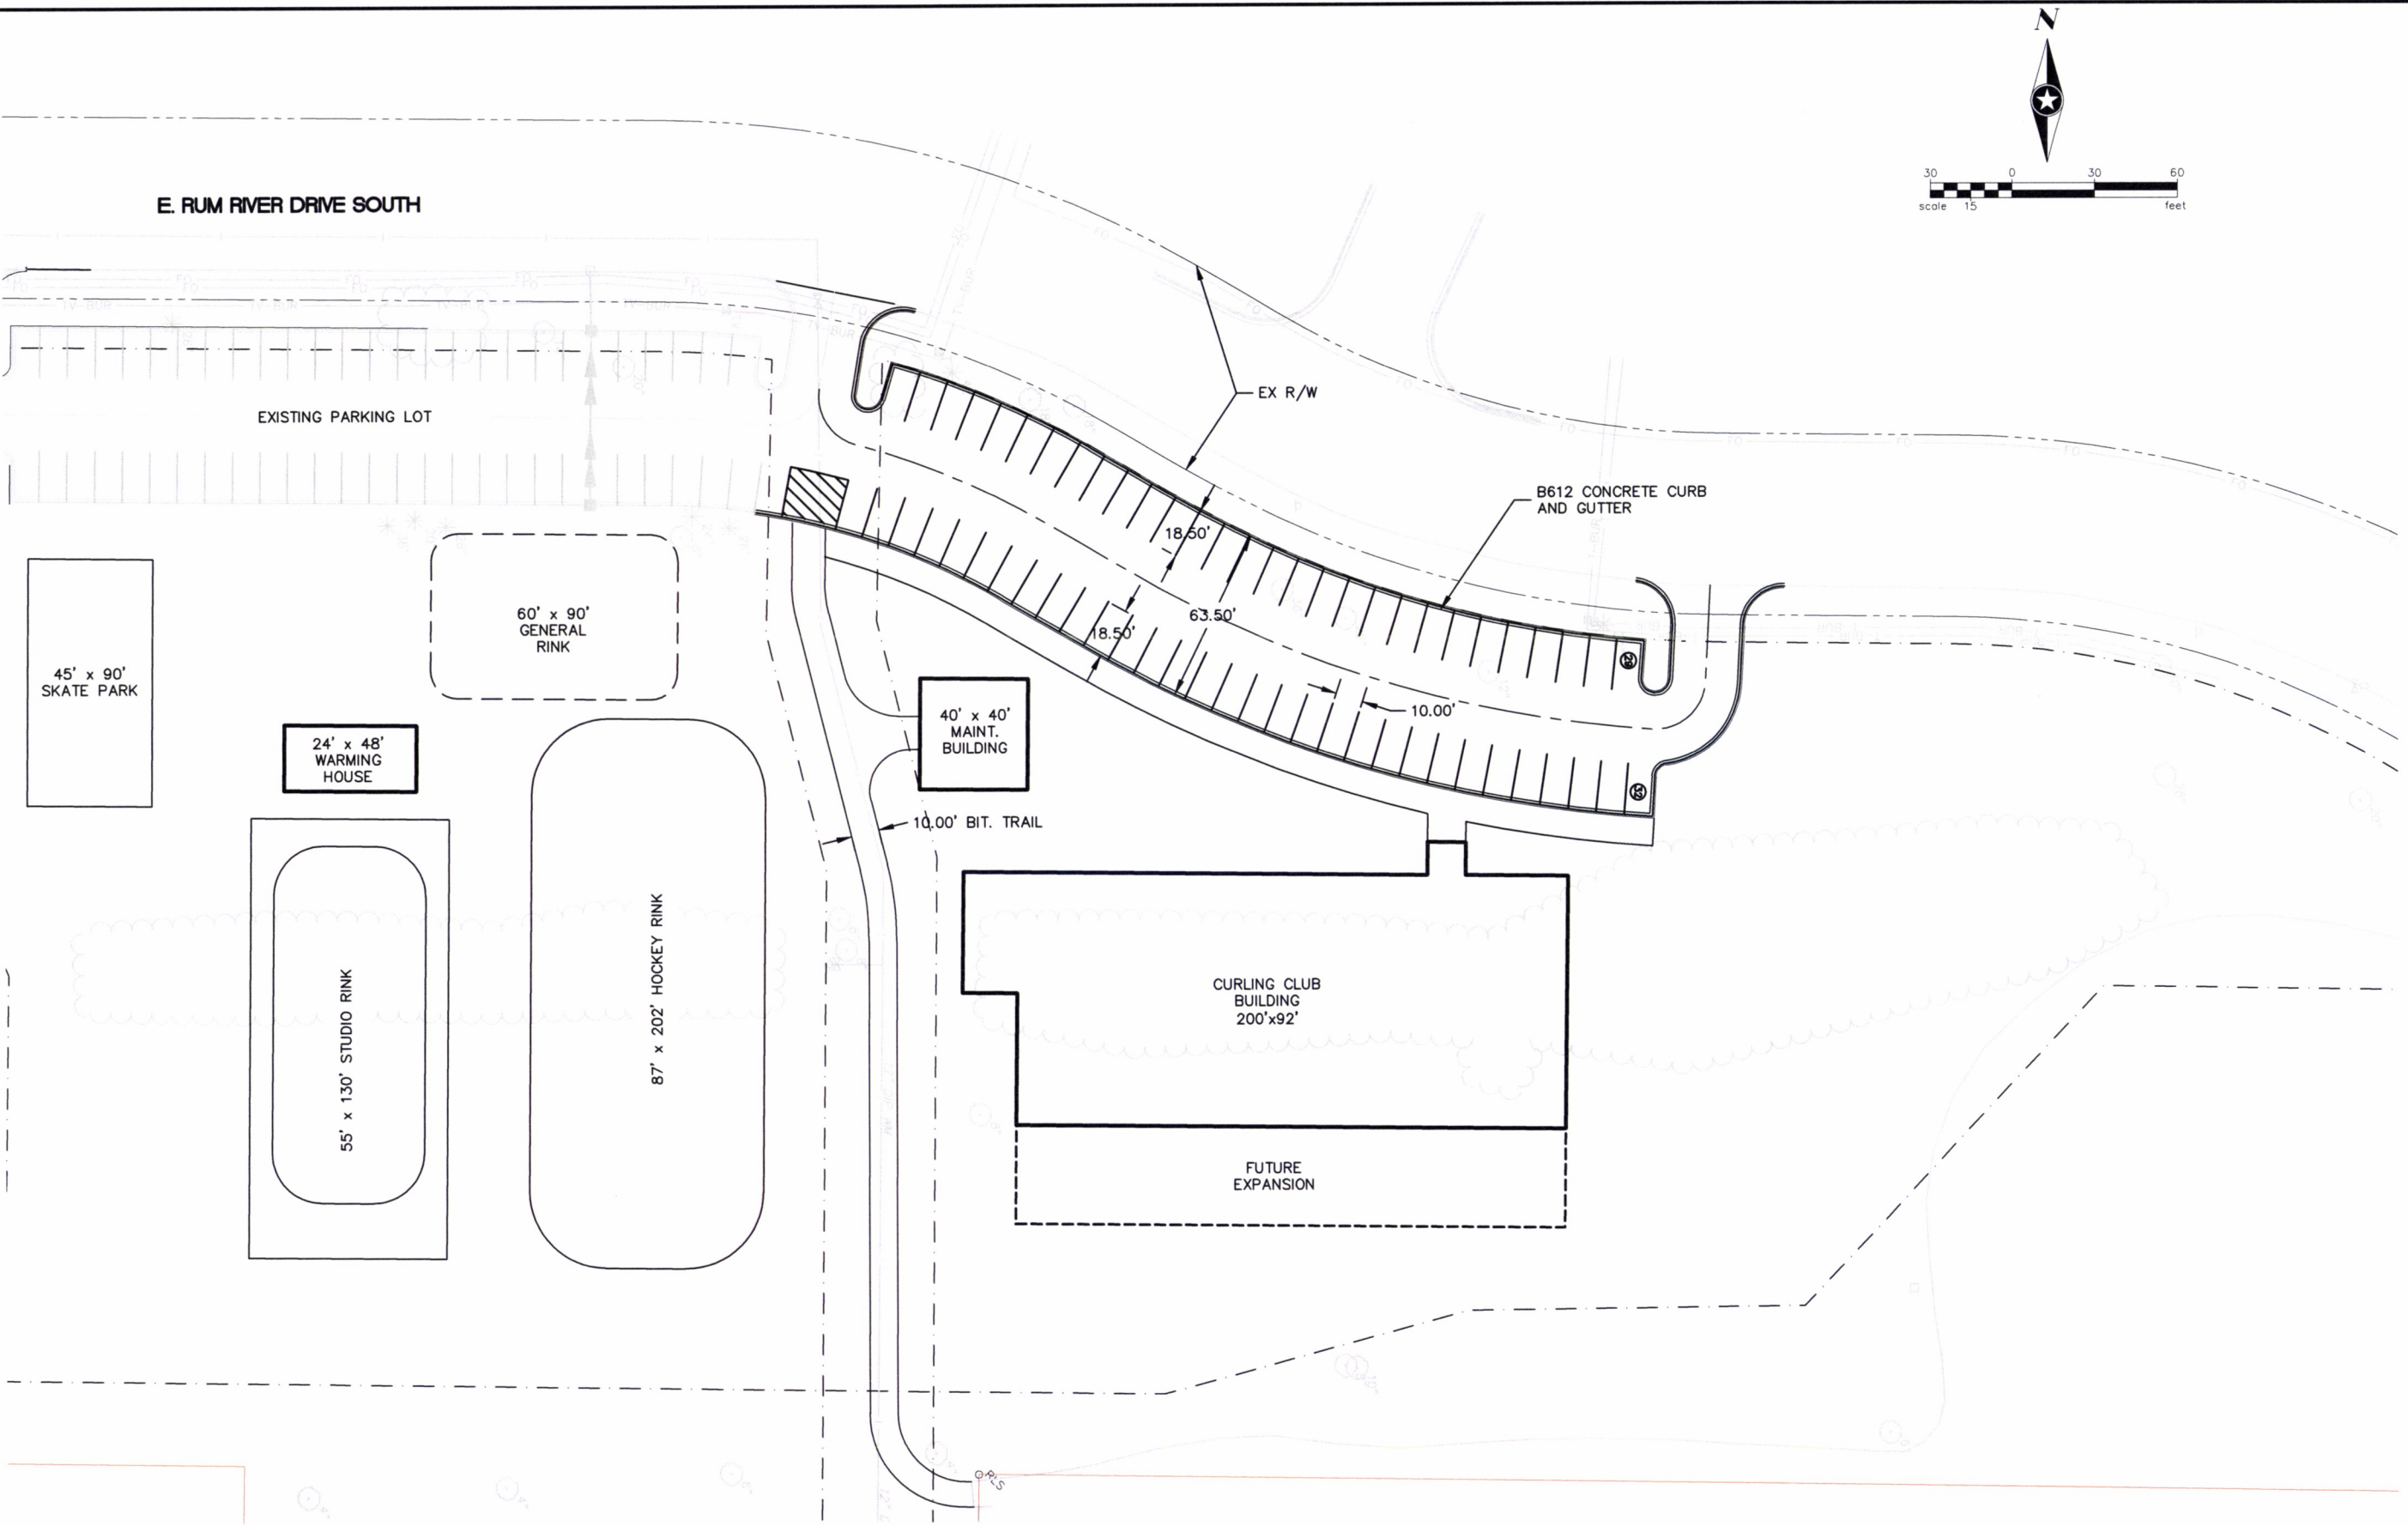 N
30 0 30 60
scale 15 feet
E. RUM RIVER DRIVE SOUTH
EX R/W
EXISTING PARKING LOT
B612 CONCRETE CURB
AND GUTTER
18.50'
63.50'
18.50'
10.00'
29
32
60' x 90'
GENERAL
RINK
45' x 90'
SKATE PARK
24' x 48'
WARMING
HOUSE
40' x 40'
MAINT.
BUILDING
10.00' BIT. TRAIL
55' x 130' STUDIO RINK
87' x 202' HOCKEY RINK
CURLING CLUB
BUILDING
200'x92'
FUTURE
EXPANSION
RLS